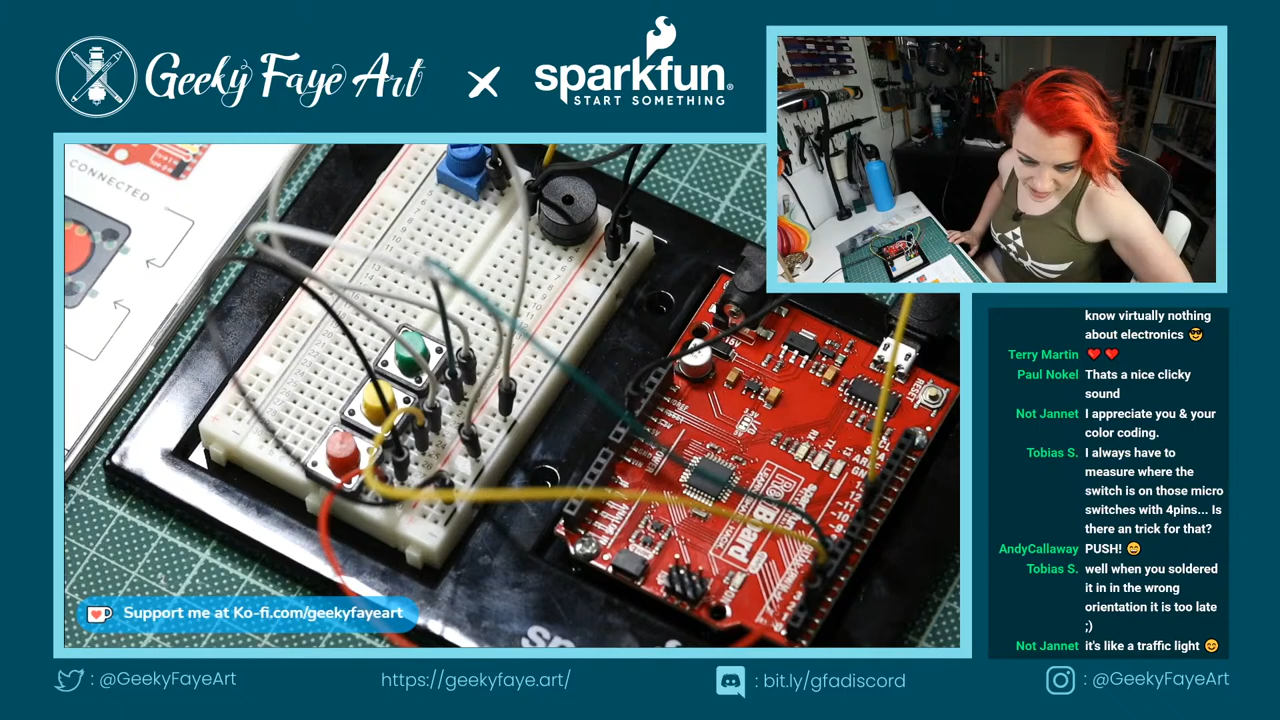 Geeky Faye Art
sparkfun
START SOMETHING
CONNECTED
15V
RESET
RX
TX
RedBoard
Support me at Ko-fi.com/geekyfayeart
know virtually nothing
about electronics 😎
Terry Martin ❤️ ❤️
Paul Nokel Thats a nice clicky
sound
Not Jannet I appreciate you & your
color coding.
Tobias S. I always have to
measure where the
switch is on those micro
switches with 4pins... Is
there an trick for that?
AndyCallaway PUSH! 😊
Tobias S. well when you soldered
it in in the wrong
orientation it is too late
;)
Not Jannet it's like a traffic light 😊
: @GeekyFayeArt
https://geekyfaye.art/
: bit.ly/gfadiscord
: @GeekyFayeArt